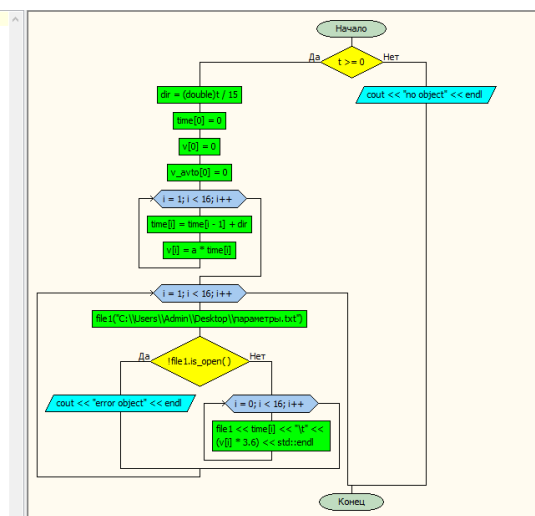 Начало
Да
t >= 0
Нет
dir = (double)t / 15
cout << "no object" << endl
time[0] = 0
v[0] = 0
v_avto[0] = 0
i = 1; i < 16; i++
time[i] = time[i - 1] + dir
v[i] = a * time[i]
i = 1; i < 16; i++
file1("C:\\Users\\Admin\\Desktop\\параметры.txt")
Да
!file1.is_open( )
Нет
cout << "error object" << endl
i = 0; i < 16; i++
file1 << time[i] << "\t" <<
(v[i] * 3.6) << std::endl
Конец